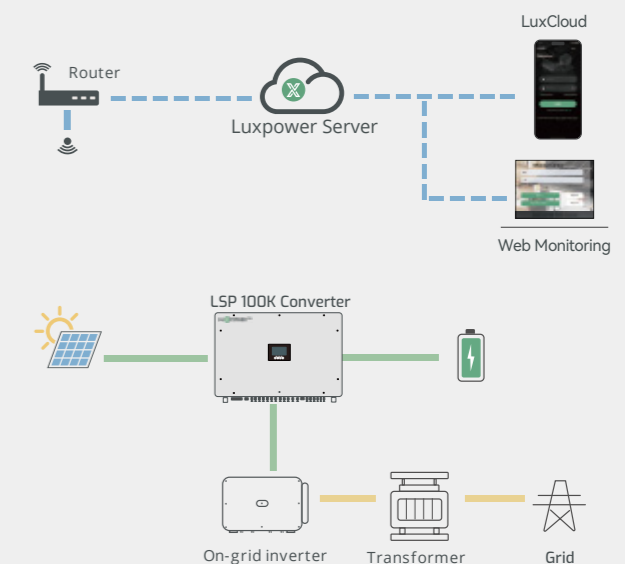 LuxCloud
Router
Luxpower Server
Web Monitoring
LSP 100K Converter
On-grid inverter
Transformer
Grid